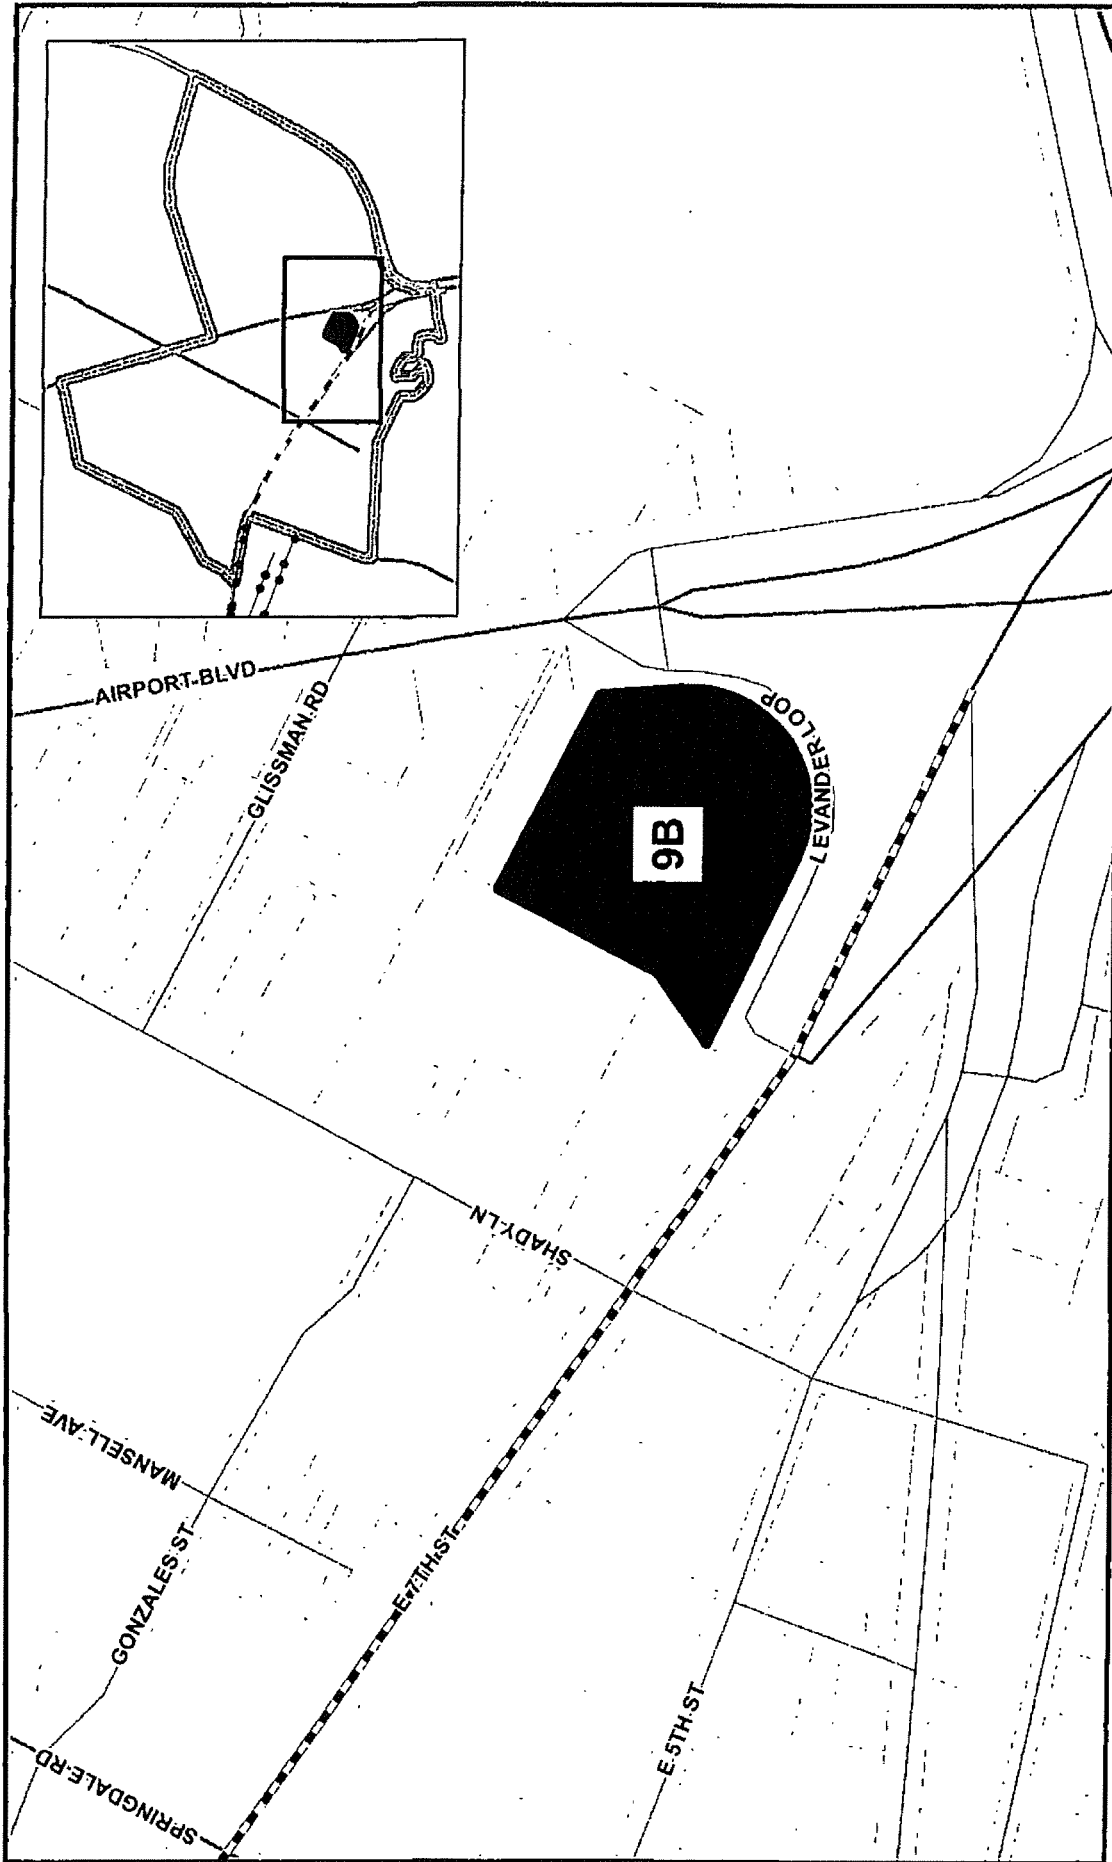 AIRPORT BLVD
GLISSMAN RD
LEVANDER LOOP
9B
SHADY LN
MANSELL AVE
GONZALES ST
E 7TH ST
SPRINGDALE RD
E 5TH ST